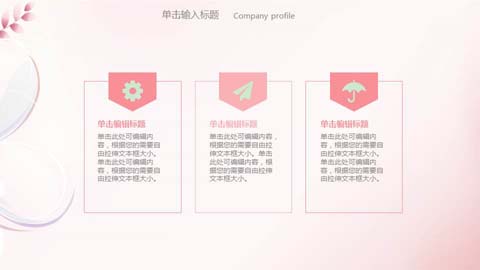 单击输入标题 Company profile
单击编辑标题
单击此处可编辑内
容，根据您的需要自
由拉伸文本框大小。
单击此处可编辑内
容，根据您的需要自
由拉伸文本框大小。
单击编辑标题
单击此处可编辑内容，
根据您的需要自由拉
伸文本框大小。单击
此处可编辑内容，根
据您的需要自由拉伸
文本框大小。
单击编辑标题
单击此处可编辑内
容，根据您的需要自
由拉伸文本框大小。
单击此处可编辑内
容，根据您的需要自
由拉伸文本框大小。